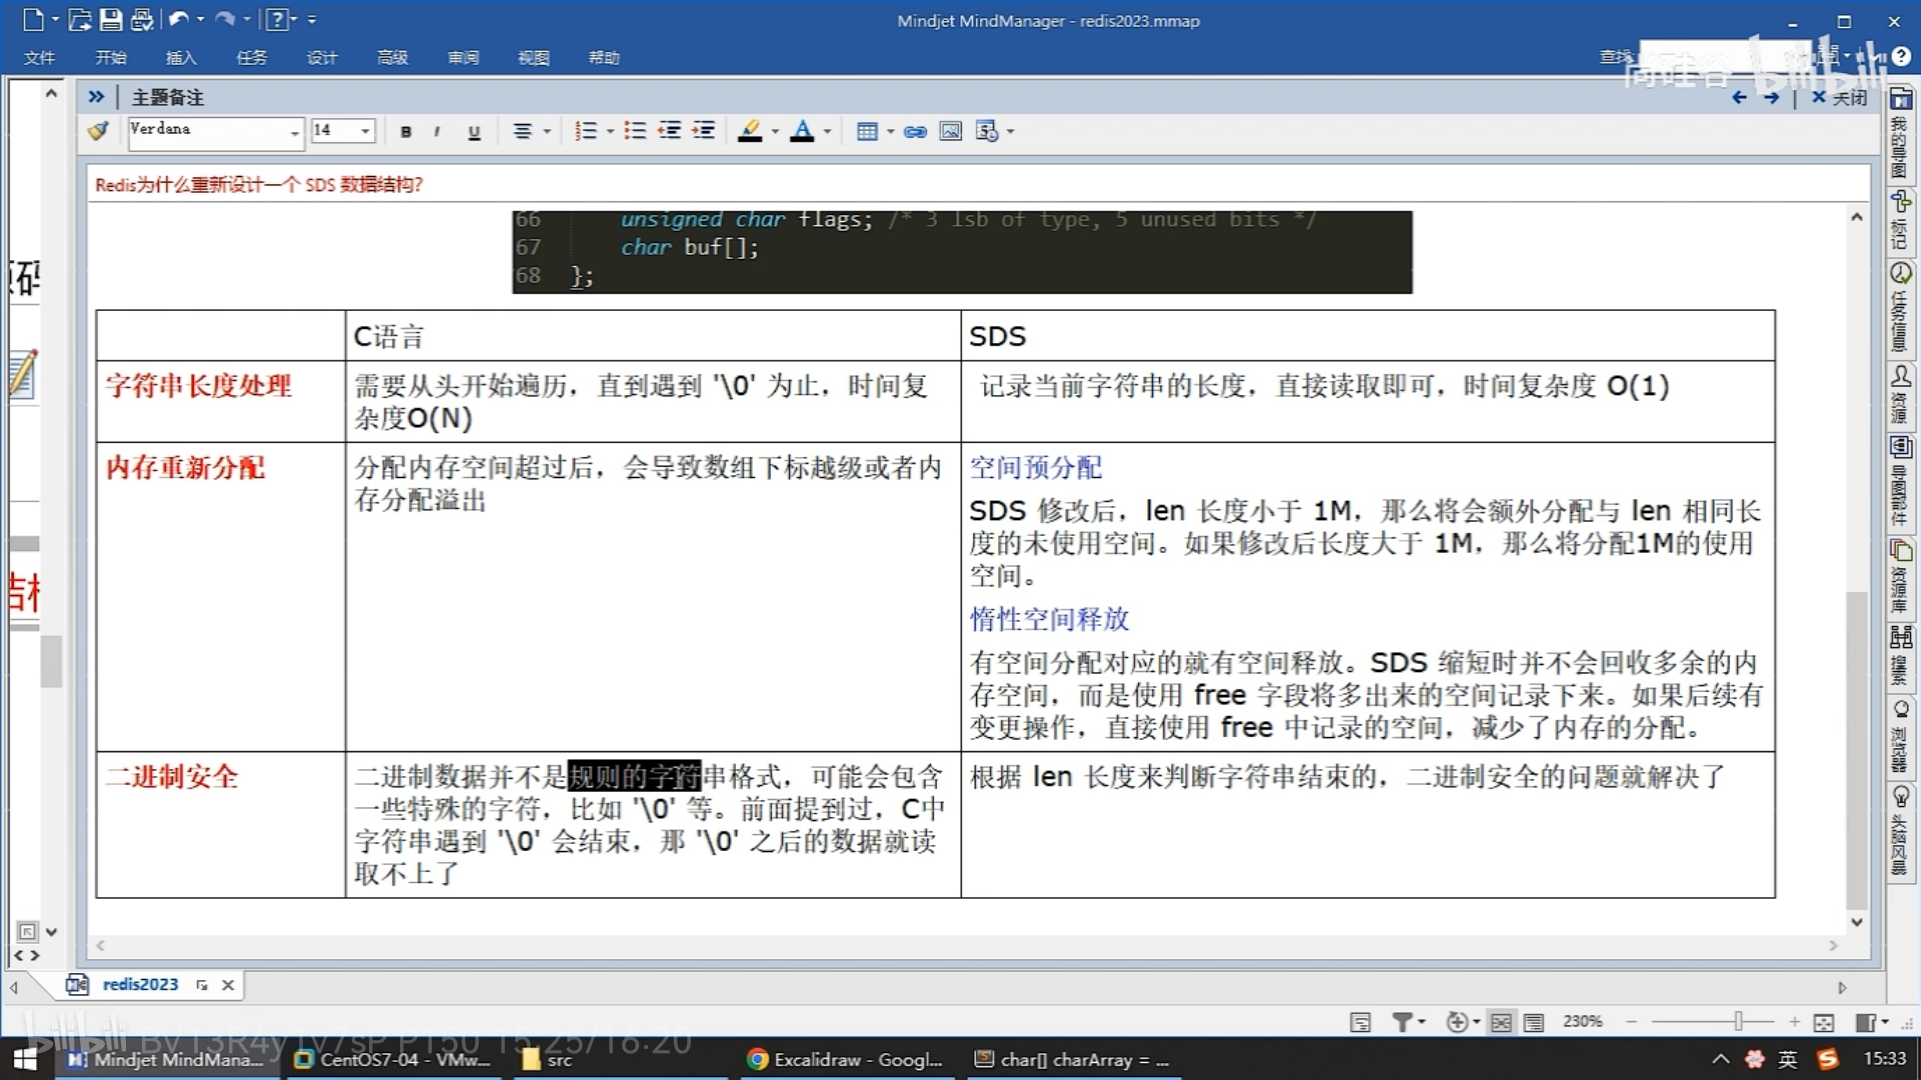 Mindjet MindManager - redis2023.mmap
文件 开始 插入 任务 设计 高级 审阅 视图 帮助 查找
尚硅谷 bilibili
主题备注 关闭
Verdana 14 B I U
Redis为什么重新设计一个 SDS 数据结构?
66 unsigned char flags; /* 3 lsb of type, 5 unused bits */
67 char buf[];
68 };
C语言 SDS
字符串长度处理
需要从头开始遍历，直到遇到 '\0' 为止，时间复
杂度O(N)
记录当前字符串的长度，直接读取即可，时间复杂度 O(1)
内存重新分配
分配内存空间超过后，会导致数组下标越级或者内
存分配溢出
空间预分配
SDS 修改后，len 长度小于 1M，那么将会额外分配与 len 相同长
度的未使用空间。如果修改后长度大于 1M，那么将分配1M的使用
空间。
惰性空间释放
有空间分配对应的就有空间释放。SDS 缩短时并不会回收多余的内
存空间，而是使用 free 字段将多出来的空间记录下来。如果后续有
变更操作，直接使用 free 中记录的空间，减少了内存的分配。
二进制安全
二进制数据并不是规则的字符串格式，可能会包含
一些特殊的字符，比如 '\0' 等。前面提到过，C中
字符串遇到 '\0' 会结束，那 '\0' 之后的数据就读
取不上了
根据 len 长度来判断字符串结束的，二进制安全的问题就解决了
我的导图
标记
任务信息
资源
导图部件
资源库
搜索
浏览器
头脑风暴
redis2023
230%
bilibili BV13R4y1v7sP P150 15:25/16:20
Mindjet MindMana... CentOS7-04 - VMw... src Excalidraw - Googl... char[] charArray = ... 英 15:33